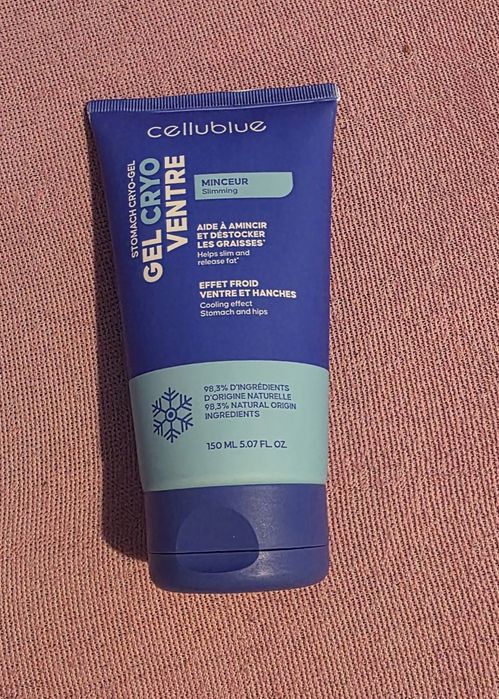 cellublue
STOMACH CRYO-GEL
GEL CRYO
VENTRE
MINCEUR
Slimming
AIDE À AMINCIR
ET DÉSTOCKER
LES GRAISSES*
Helps slim and
release fat*
EFFET FROID
VENTRE ET HANCHES
Cooling effect
Stomach and hips
98,3% D'INGRÉDIENTS
D'ORIGINE NATURELLE
98,3% NATURAL ORIGIN
INGREDIENTS
150 ML 5.07 FL. OZ.